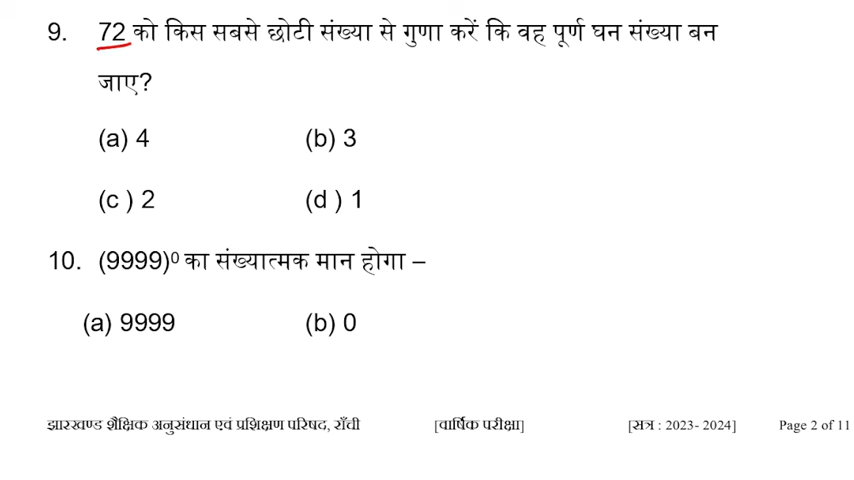 9. 72 को किस सबसे छोटी संख्या से गुणा करें कि वह पूर्ण घन संख्या बन
जाए?
(a) 4 (b) 3
(c ) 2 (d ) 1
10. (9999)⁰ का संख्यात्मक मान होगा –
(a) 9999 (b) 0
झारखण्ड शैक्षिक अनुसंधान एवं प्रशिक्षण परिषद, राँची [वार्षिक परीक्षा] [सत्र : 2023- 2024] Page 2 of 11